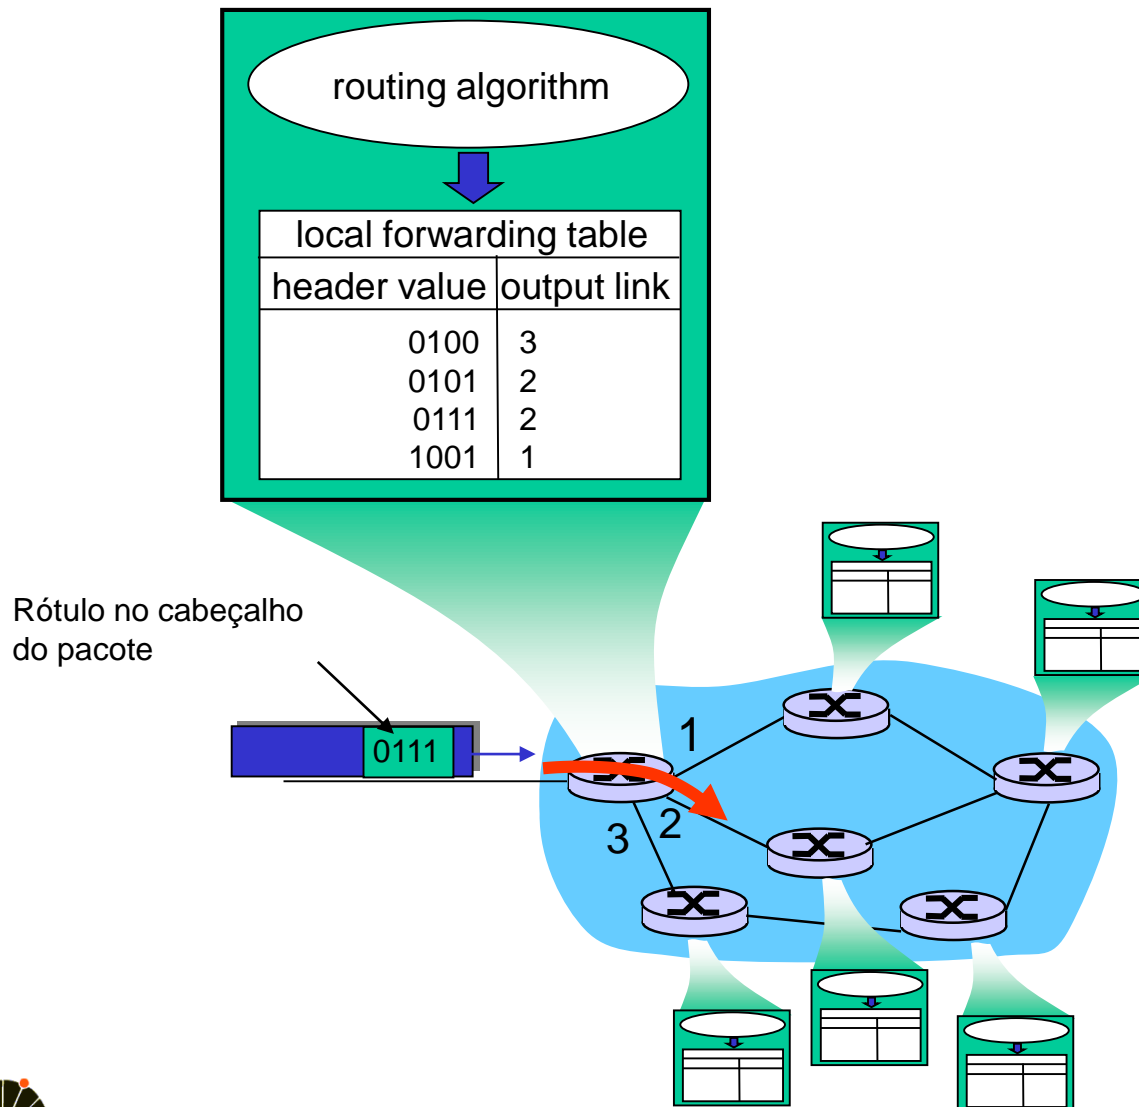 routing algorithm
local forwarding table
header value output link
0100 3
0101 2
0111 2
1001 1
Rótulo no cabeçalho
do pacote
0111
1
2
3